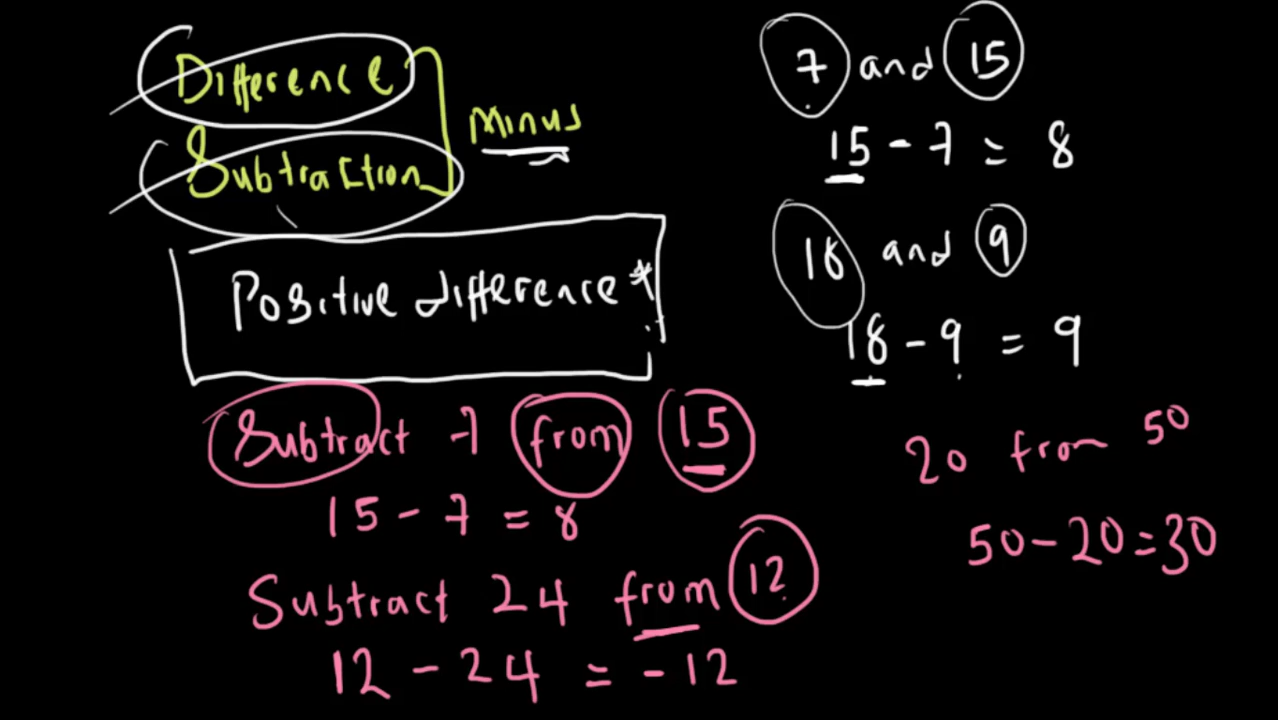 Difference
Subtraction
Minus
Positive difference *
7 and 15
15 - 7 = 8
18 and 9
18 - 9 = 9
Subtract 7 from 15
15 - 7 = 8
Subtract 24 from 12
12 - 24 = -12
20 from 50
50 - 20 = 30